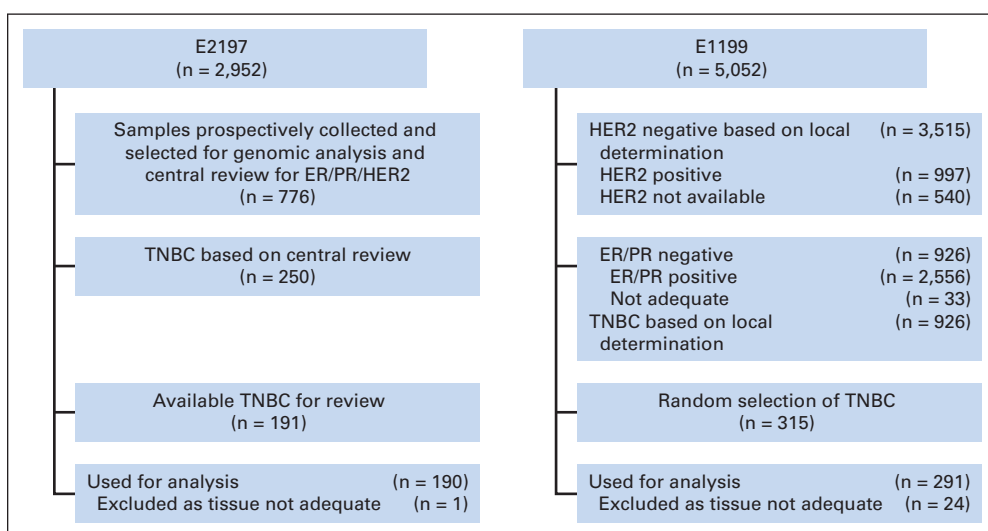 E2197
(n = 2,952)
Samples prospectively collected and
selected for genomic analysis and
central review for ER/PR/HER2
(n = 776)
TNBC based on central review
(n = 250)
Available TNBC for review
(n = 191)
Used for analysis (n = 190)
Excluded as tissue not adequate (n = 1)
E1199
(n = 5,052)
HER2 negative based on local (n = 3,515)
determination
HER2 positive (n = 997)
HER2 not available (n = 540)
ER/PR negative (n = 926)
ER/PR positive (n = 2,556)
Not adequate (n = 33)
TNBC based on local (n = 926)
determination
Random selection of TNBC
(n = 315)
Used for analysis (n = 291)
Excluded as tissue not adequate (n = 24)